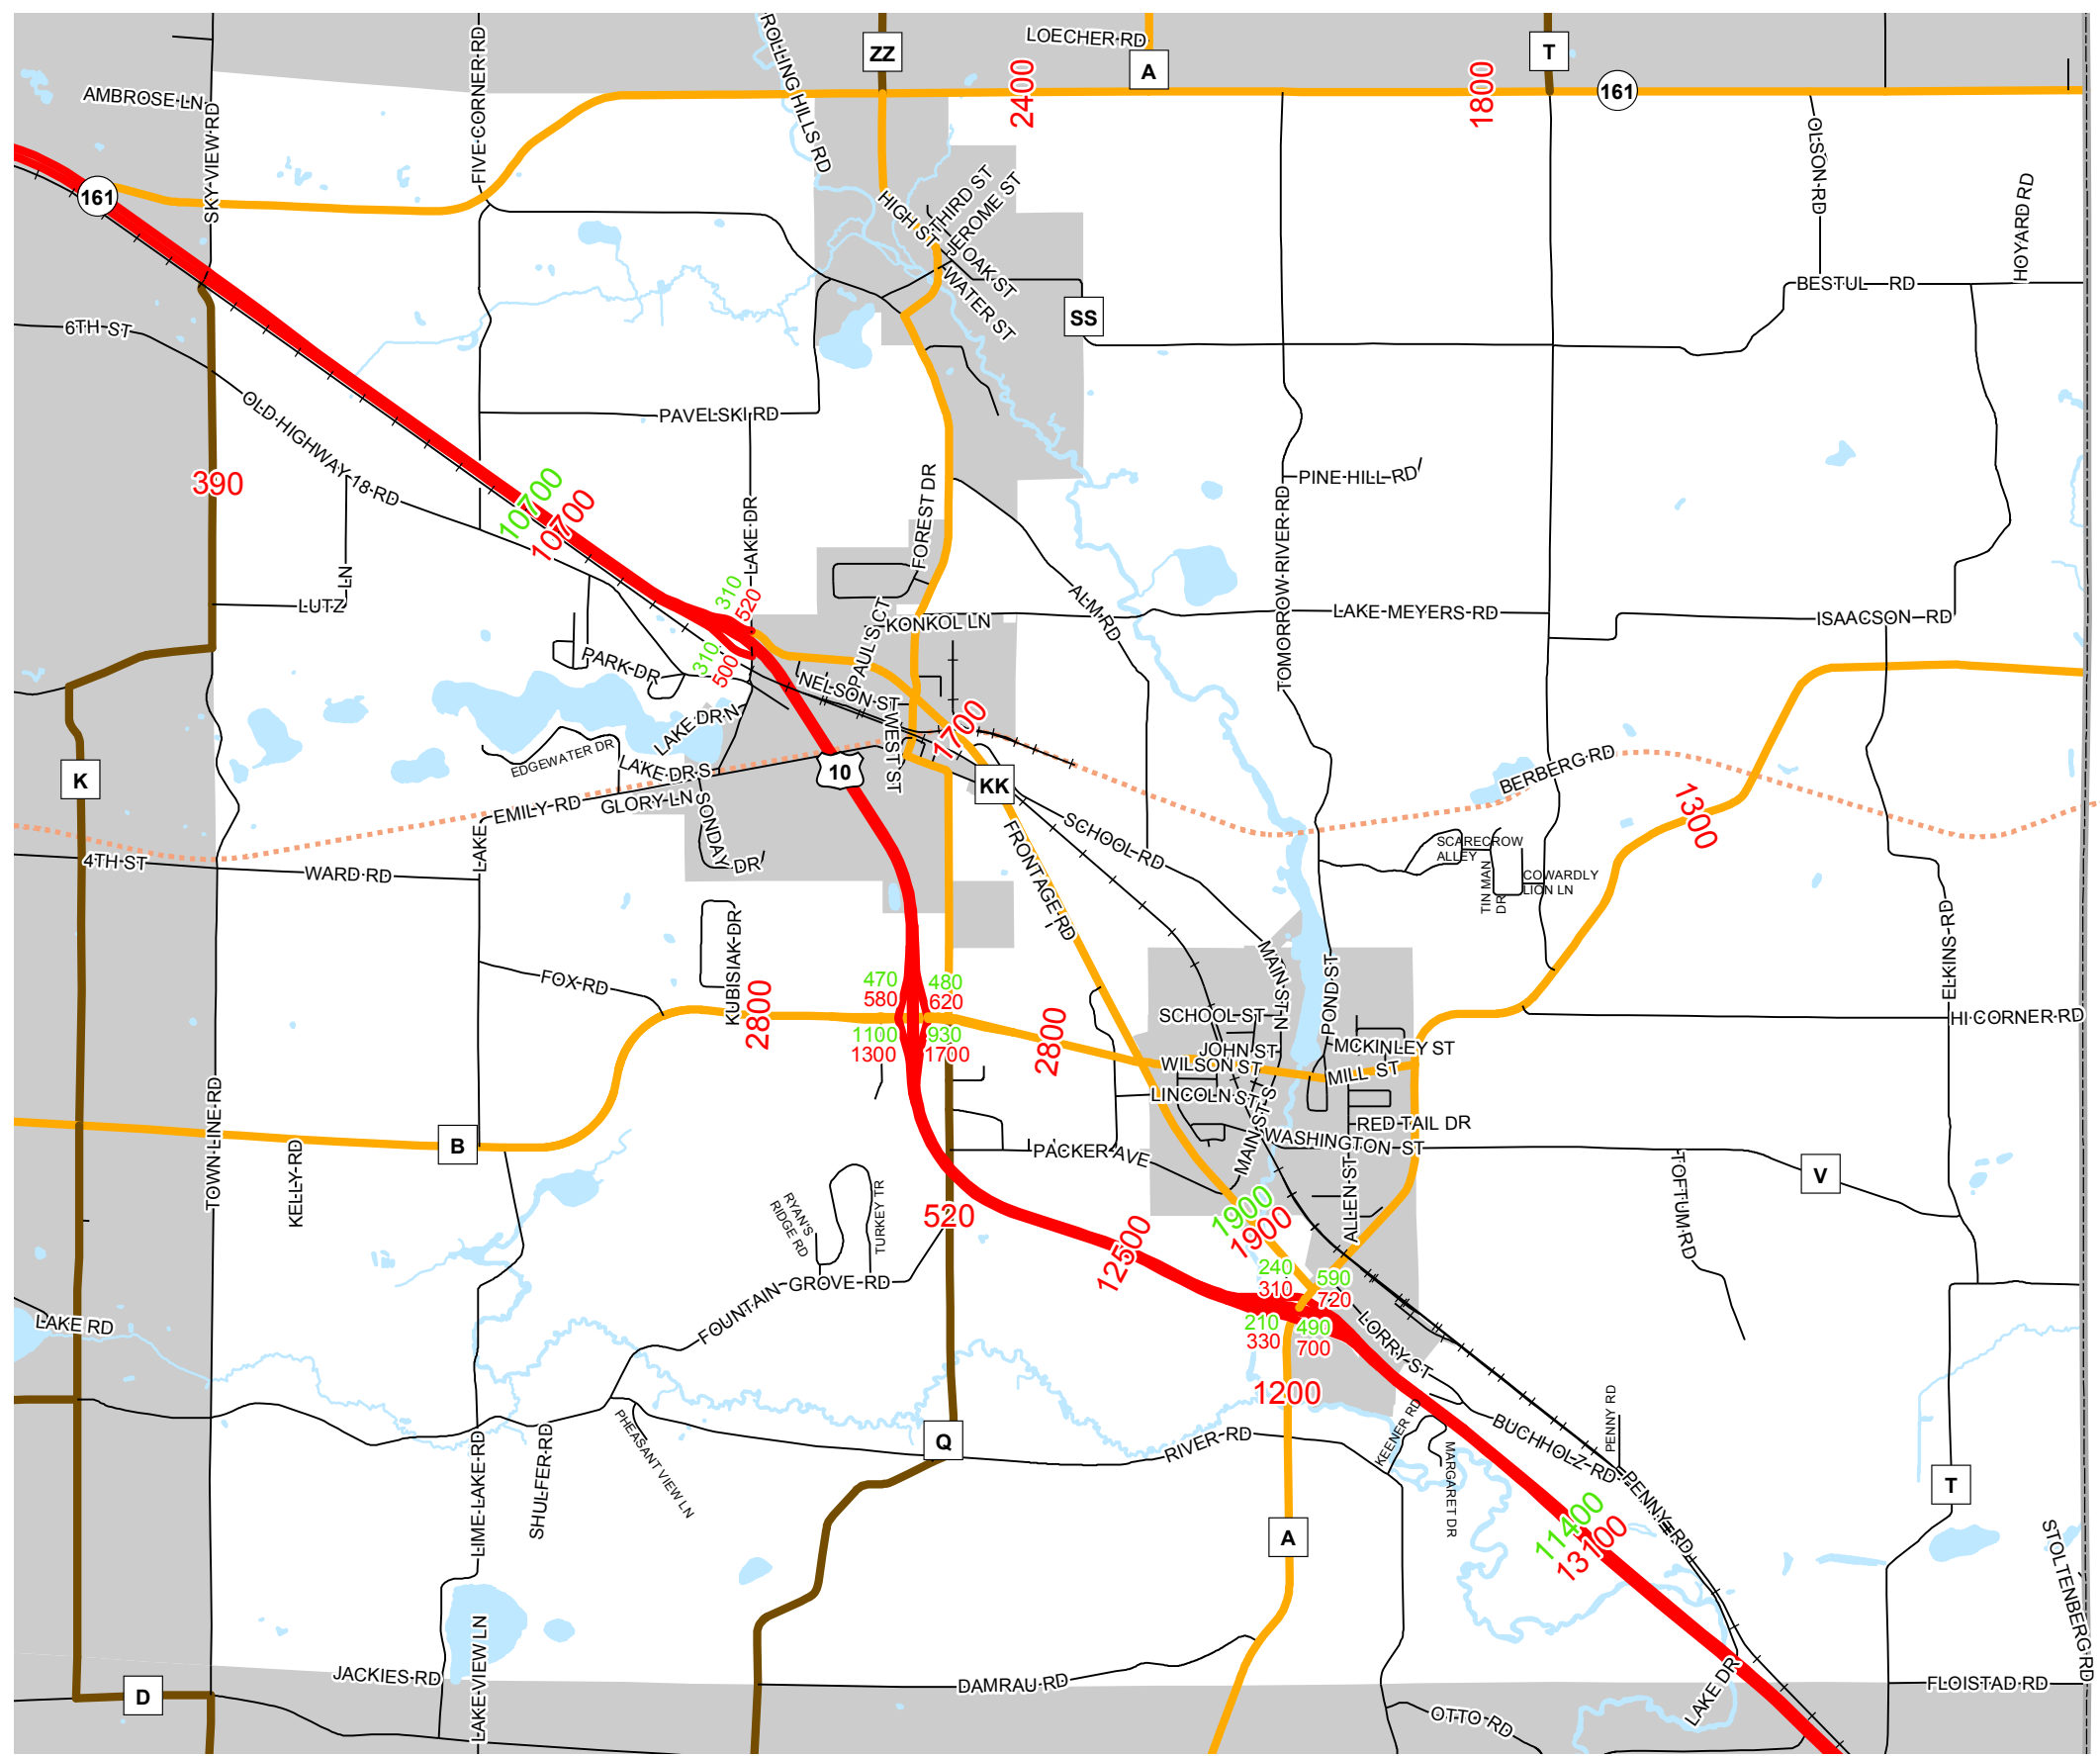 ZZ
LOECHER RD
A
T
161
2400
1800
AMBROSE LN
SKY VIEW RD
FIVE CORNER RD
ROLLING HILLS RD
161
HIGH ST
THIRD ST
JEROME ST
OAK ST
WATER ST
OLSON RD
HOYARD RD
BESTUL RD
SS
6TH ST
OLD HIGHWAY 18 RD
PAVELSKI RD
390
10700
10700
LAKE DR
FOREST DR
PINE HILL RD
TOMORROW RIVER RD
ALM RD
LUTZ LN
310
520
310
500
PAUL'S CT
KONKOL LN
LAKE MEYERS RD
ISAACSON RD
PARK DR
NELSON ST
LAKE DR N
WEST ST
1700
EDGEWATER DR
LAKE DR S
10
KK
K
LAKE EMILY RD
GLORY LN
SONDAY DR
FRONTAGE RD
SCHOOL RD
BERBERG RD
1300
4TH ST
WARD RD
SCARECROW
ALLEY
TIN MAN
DR
COWARDLY
LION LN
ELKINS RD
KUBISIAK DR
FOX RD
2800
470
580
480
620
1100
1300
930
1700
2800
MAIN ST N
POND ST
SCHOOL ST
JOHN ST
WILSON ST
LINCOLN ST
MCKINLEY ST
MILL ST
HI CORNER RD
RED TAIL DR
WASHINGTON ST
MAIN ST S
ALLEN ST
PACKER AVE
V
TOFTUM RD
B
TOWN LINE RD
KELLY RD
RYAN'S
RIDGE RD
TURKEY TR
520
1900
1900
12500
240
310
590
720
210
330
490
700
FOUNTAIN GROVE RD
LAKE RD
LORRY ST
1200
PHEASANT VIEW LN
SHULFER RD
LIME LAKE RD
Q
RIVER RD
KEENER RD
MARGARET DR
BUCHHOLZ RD
PENNY RD
PENNY RD
A
11400
13100
T
STOLTENBERG RD
LAKE VIEW LN
JACKIES RD
D
DAMRAU RD
OTTO RD
LAKE DR
FLOISTAD RD